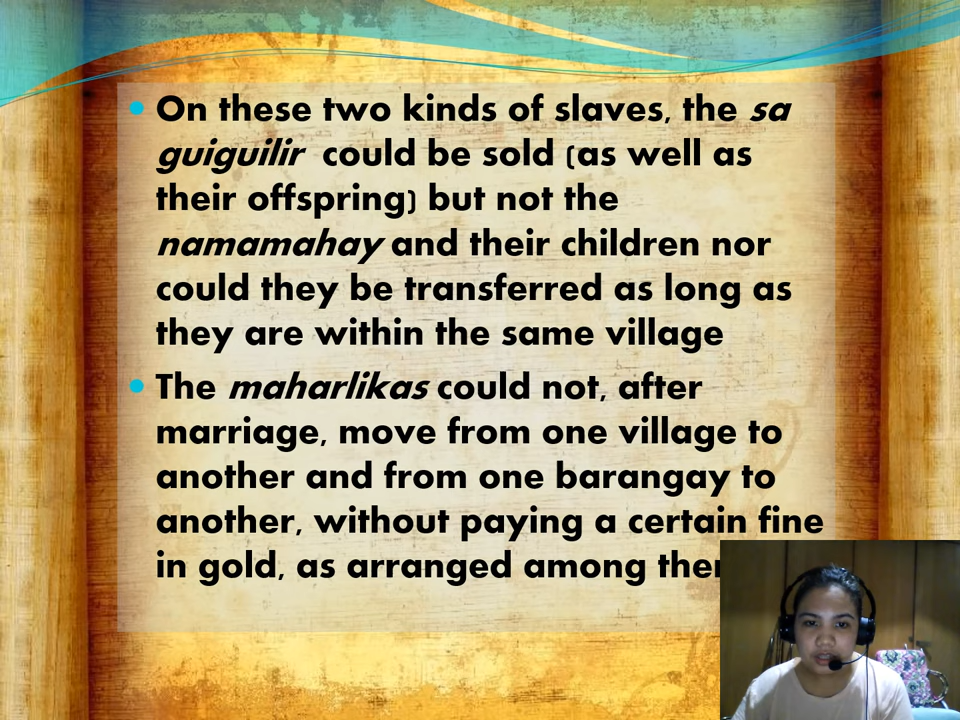 On these two kinds of slaves, the sa
guiguilir could be sold (as well as
their offspring) but not the
namamahay and their children nor
could they be transferred as long as
they are within the same village
The maharlikas could not, after
marriage, move from one village to
another and from one barangay to
another, without paying a certain fine
in gold, as arranged among